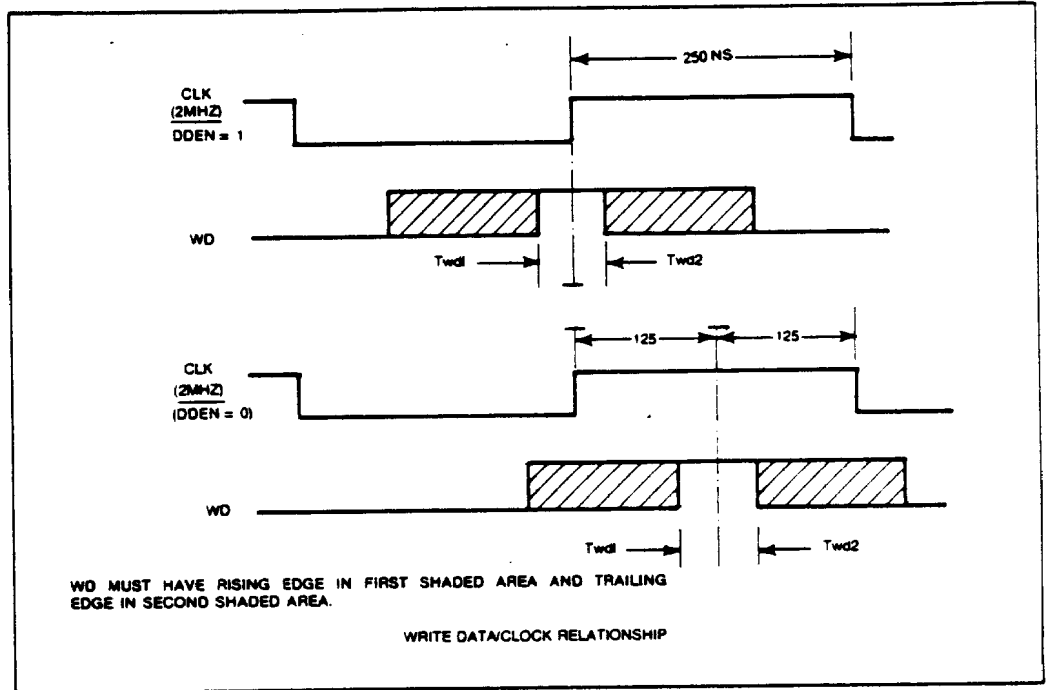 250 NS
CLK
(2MHZ)
DDEN = 1
WD
Twdl
Twd2
125
125
CLK
(2MHZ)
(DDEN = 0)
WD
Twdl
Twd2
WD MUST HAVE RISING EDGE IN FIRST SHADED AREA AND TRAILING
EDGE IN SECOND SHADED AREA.
WRITE DATA/CLOCK RELATIONSHIP